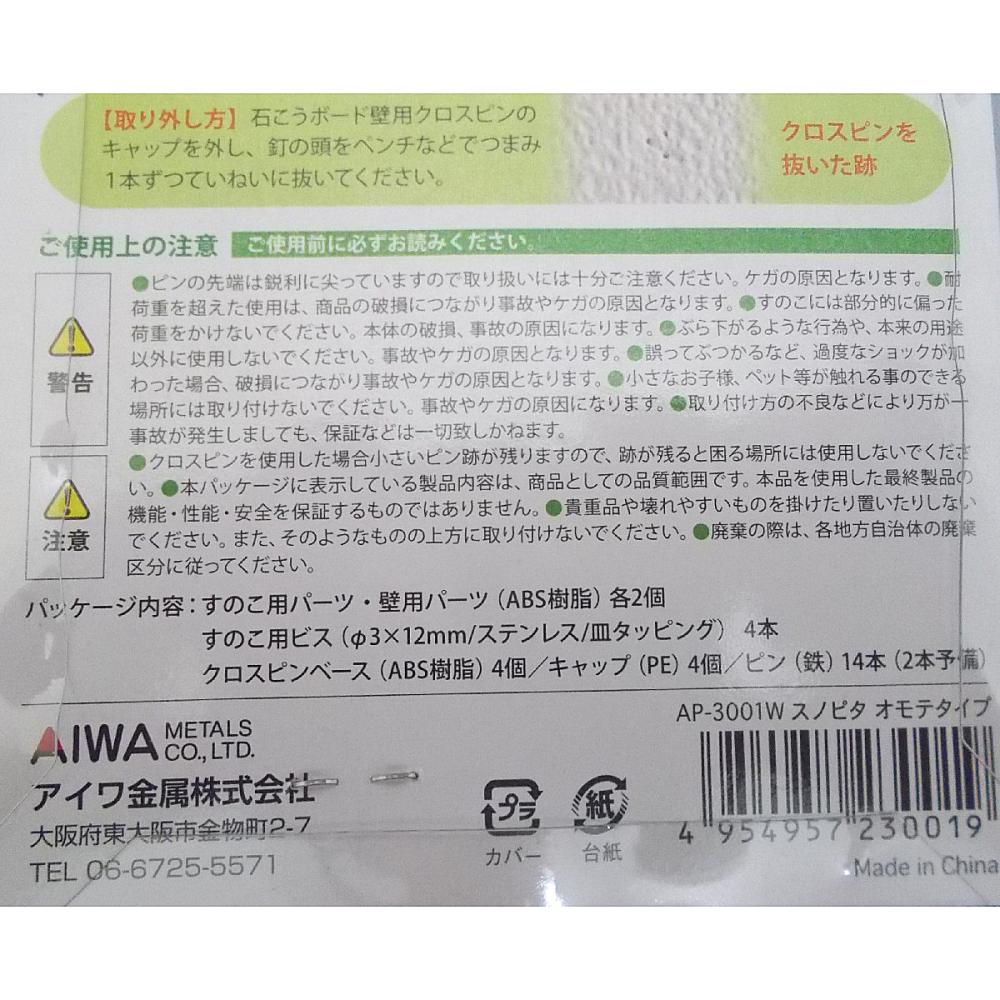 【取り外し方】石こうボード壁用クロスピンの
キャップを外し、釘の頭をペンチなどでつまみ
1本ずつていねいに抜いてください。
クロスピンを
抜いた跡
ご使用上の注意 ご使用前に必ずお読みください。
警告
●ピンの先端は鋭利に尖っていますので取り扱いには十分ご注意ください。ケガの原因となります。●耐
荷重を超えた使用は、商品の破損につながり事故やケガの原因となります。●すのこには部分的に偏った
荷重をかけないでください。本体の破損、事故の原因になります。●ぶら下がるような行為や、本来の用途
以外に使用しないでください。事故やケガの原因となります。●誤ってぶつかるなど、過度なショックが加
わった場合、破損につながり事故やケガの原因となります。●小さなお子様、ペット等が触れる事のできる
場所には取り付けないでください。事故やケガの原因になります。●取り付け方の不良などにより万が一
事故が発生しましても、保証などは一切致しかねます。
注意
●クロスピンを使用した場合小さいピン跡が残りますので、跡が残ると困る場所には使用しないでくださ
い。●本パッケージに表示している製品内容は、商品としての品質範囲です。本品を使用した最終製品の
機能・性能・安全を保証するものではありません。●貴重品や壊れやすいものを掛けたり置いたりしない
でください。また、そのようなものの上方に取り付けないでください。●廃棄の際は、各地方自治体の廃棄
区分に従ってください。
パッケージ内容：すのこ用パーツ・壁用パーツ（ABS樹脂）各2個
すのこ用ビス（φ3×12mm/ステンレス/皿タッピング） 4本
クロスピンベース（ABS樹脂）4個／キャップ（PE）4個／ピン（鉄）14本（2本予備）
AP-3001W スノピタ オモテタイプ
AIWA METALS CO.,LTD.
アイワ金属株式会社
大阪府東大阪市金物町2-7
TEL 06-6725-5571
プラ
カバー
紙
台紙
4 954957 230019
Made in China